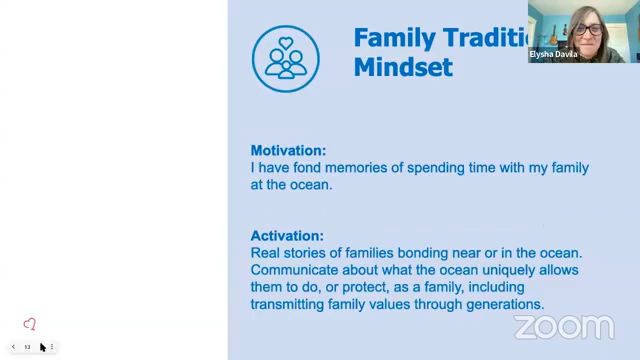 Family
Mindset
Elysha Davila
Motivation:
I have fond memories of spending time with my family
at the ocean.
Activation:
Real stories of families bonding near or in the ocean.
Communicate about what the ocean uniquely allows
them to do, or protect, as a family, including
transmitting family values through generations.
zoom
13